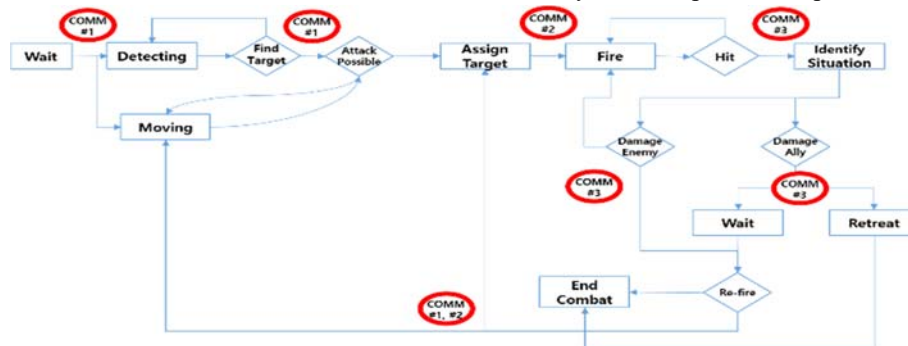 COMM
#1
COMM
#1
COMM
#2
COMM
#3
Wait
Detecting
Find
Target
Attack
Possible
Assign
Target
Fire
Hit
Identify
Situation
Moving
Damage
Enemy
Damage
Ally
COMM
#3
COMM
#3
Wait
Retreat
End
Combat
Re-fire
COMM
#1, #2